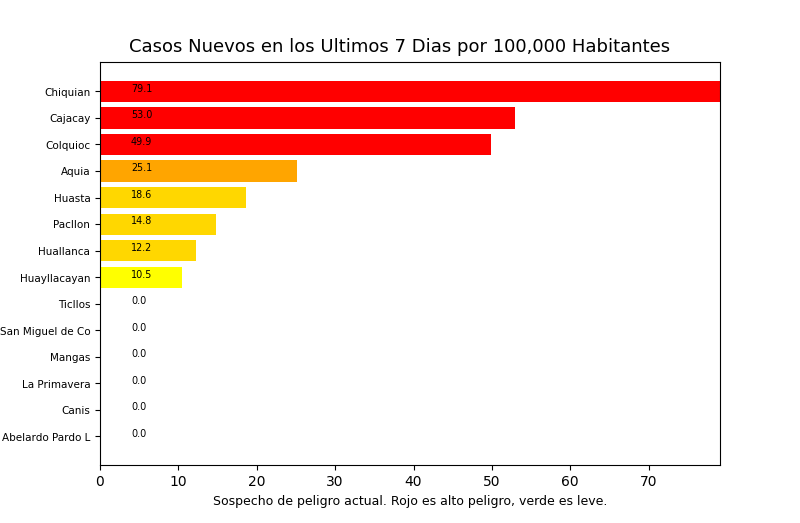 Casos Nuevos en los Ultimos 7 Dias por 100,000 Habitantes
Chiquian 79.1
Cajacay 53.0
Colquioc 49.9
Aquia 25.1
Huasta 18.6
Pacllon 14.8
Huallanca 12.2
Huayllacayan 10.5
Ticllos 0.0
San Miguel de Co 0.0
Mangas 0.0
La Primavera 0.0
Canis 0.0
Abelardo Pardo L 0.0
0 10 20 30 40 50 60 70
Sospecho de peligro actual. Rojo es alto peligro, verde es leve.